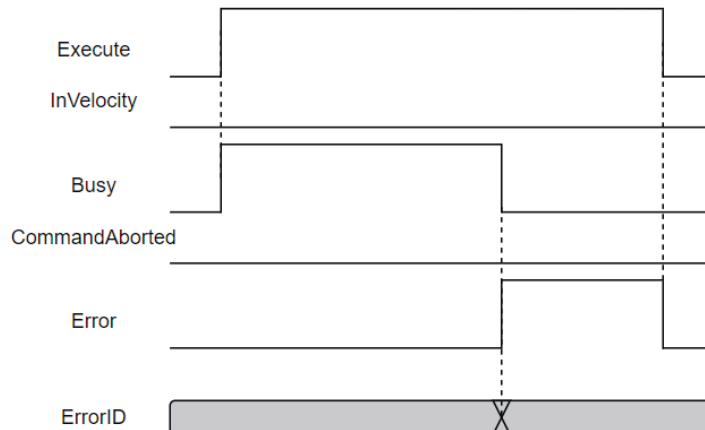 Execute
InVelocity
Busy
CommandAborted
Error
ErrorID